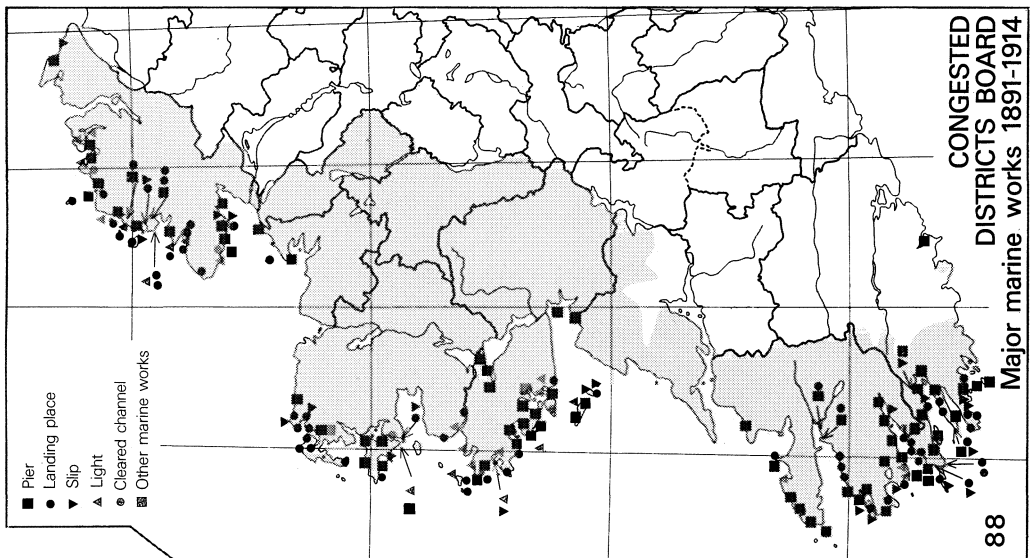 CONGESTED
DISTRICTS BOARD
Major marine works 1891-1914
Pier
Landing place
Slip
Light
Cleared channel
Other marine works
88